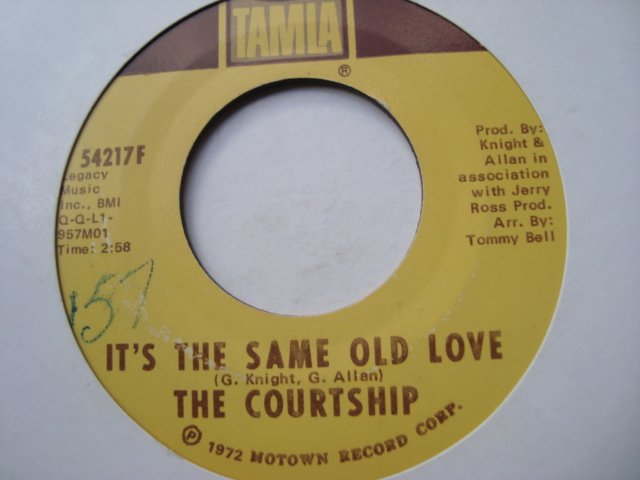 TAMLA
®
54217F
Legacy
Music
Inc., BMI
Q-Q-L1-
957M01
Time: 2:58
Prod. By:
Knight &
Allan in
association
with Jerry
Ross Prod.
Arr. By:
Tommy Bell
57
IT'S THE SAME OLD LOVE
(G. Knight, G. Allan)
THE COURTSHIP
℗ 1972 MOTOWN RECORD CORP.